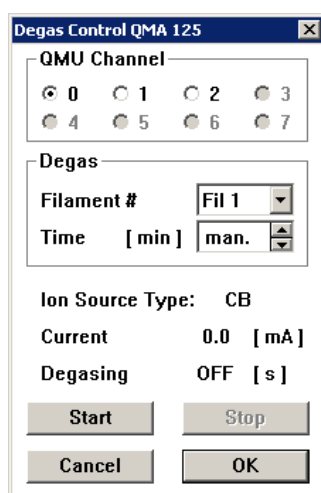 Degas Control QMA 125
QMU Channel
0 1 2 3
4 5 6 7
Degas
Filament # Fil 1
Time [ min ] man.
Ion Source Type: CB
Current 0.0 [ mA ]
Degasing OFF [ s ]
Start Stop
Cancel OK